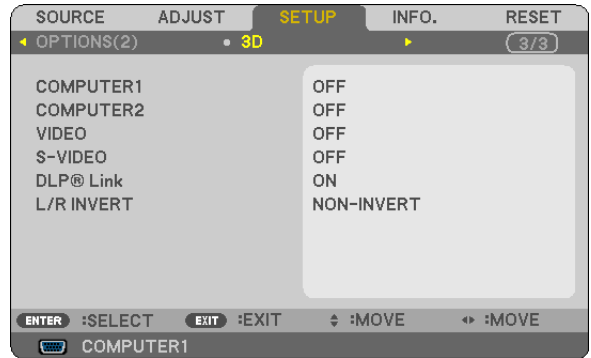 SOURCE ADJUST SETUP INFO. RESET
OPTIONS(2) 3D 3/3
COMPUTER1 OFF
COMPUTER2 OFF
VIDEO OFF
S-VIDEO OFF
DLP® Link ON
L/R INVERT NON-INVERT
ENTER :SELECT EXIT :EXIT :MOVE :MOVE
COMPUTER1